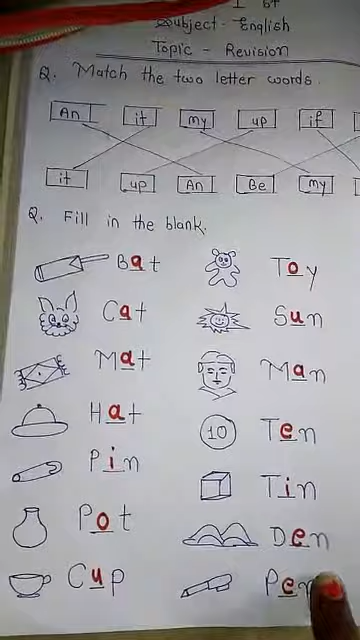 Subject - English
Topic - Revision
Q. Match the two letter words.
An it my up if
it up An Be my
Q. Fill in the blank.
Bat Toy
Cat Sun
Mat Man
Hat 10 Ten
Pin Tin
Pot Den
Cup Pen